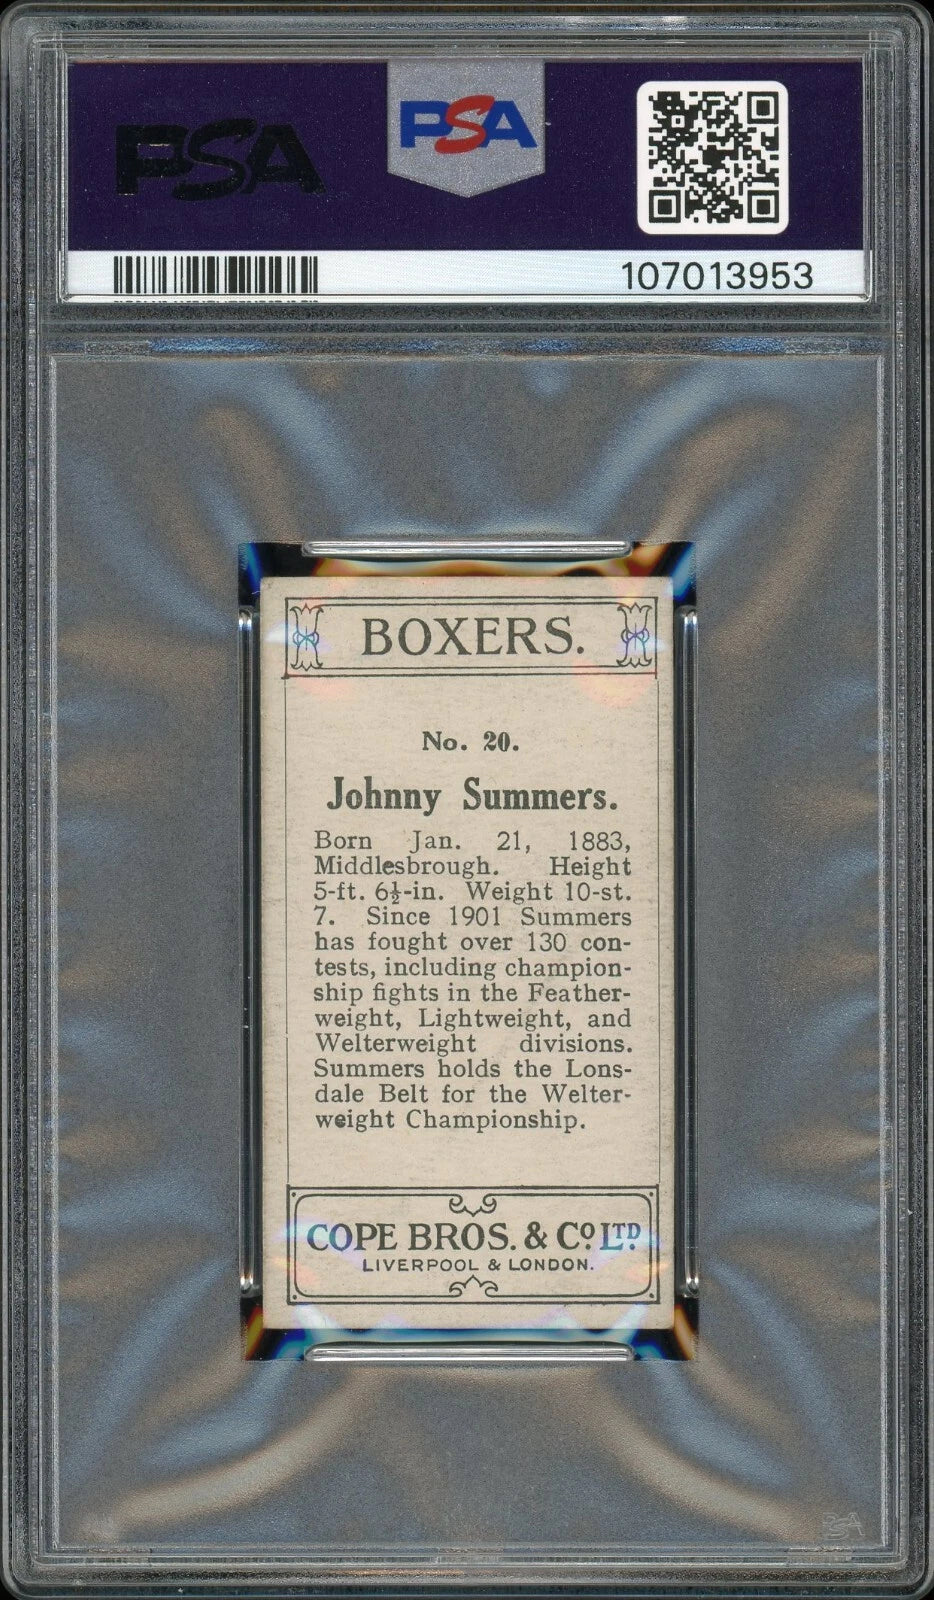 PSA
PSA
107013953
BOXERS.
No. 20.
Johnny Summers.
Born Jan. 21, 1883,
Middlesbrough. Height
5-ft. 6½-in. Weight 10-st.
7. Since 1901 Summers
has fought over 130 con-
tests, including champion-
ship fights in the Feather-
weight, Lightweight, and
Welterweight divisions.
Summers holds the Lons-
dale Belt for the Welter-
weight Championship.
COPE BROS. & CO LTD.
LIVERPOOL & LONDON.
PSA